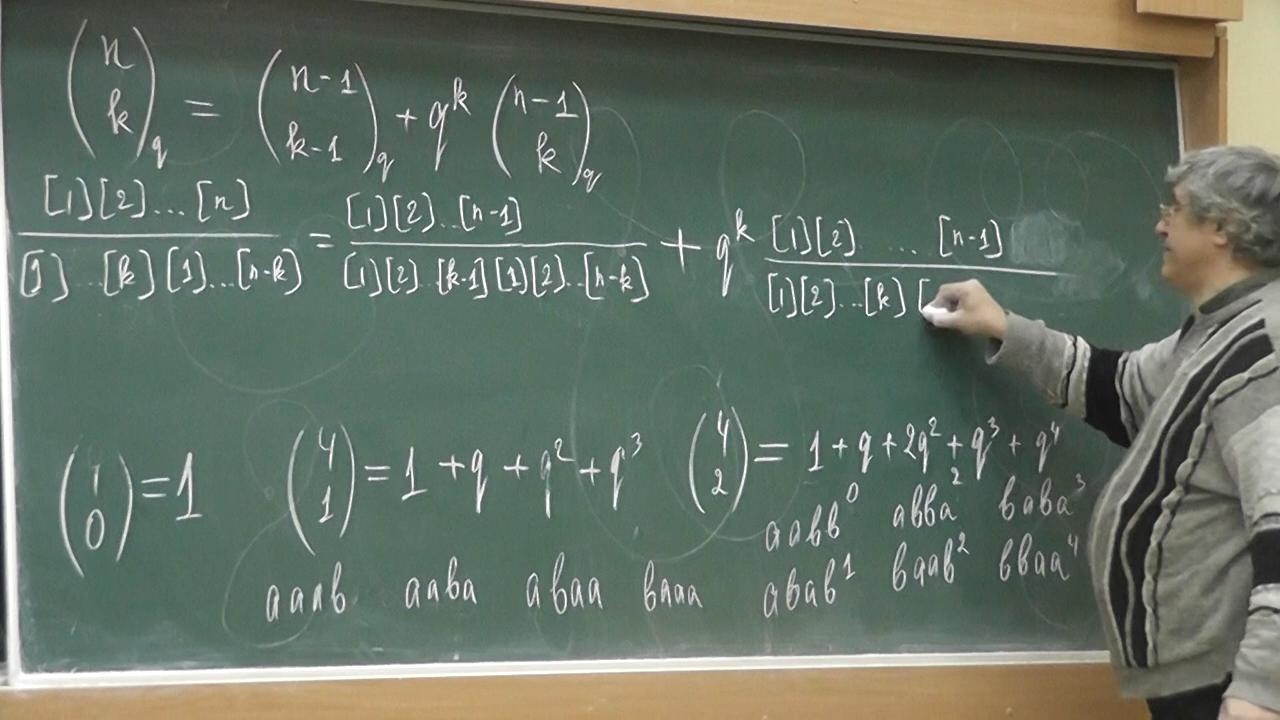 (n k)_q = (n-1 k-1)_q + q^k (n-1 k)_q
[1][2]...[n] / [1]...[k][1]...[n-k] = [1][2]...[n-1] / [1][2]...[k-1][1][2]...[n-k] + q^k [1][2]. ... [n-1] / [1][2]...[k][
(1 0) = 1 (4 1) = 1 + q + q^2 + q^3 (4 2) = 1 + q + 2q^2 + q^3 + q^4
aabb^0 abba^2 baba^3
aaab aaba abaa baaa abab^1 baab^2 bbaa^4